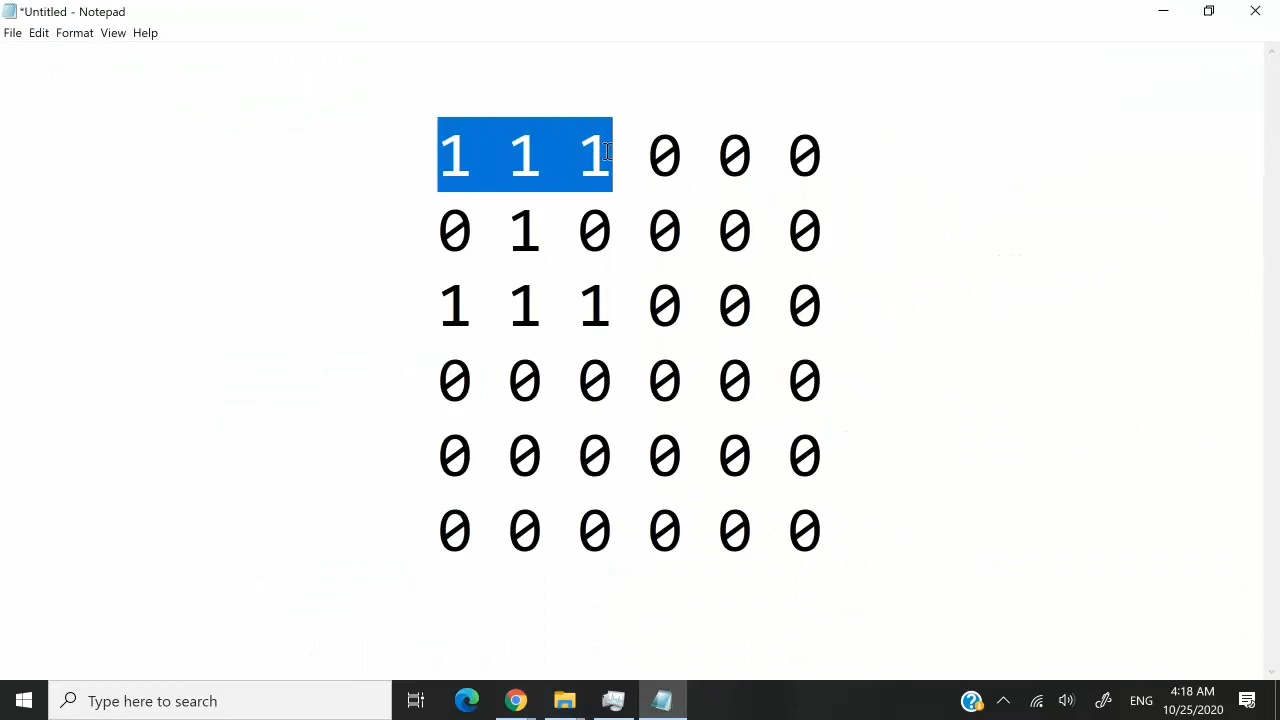 *Untitled - Notepad
File Edit Format View Help
1 1 1 0 0 0
0 1 0 0 0 0
1 1 1 0 0 0
0 0 0 0 0 0
0 0 0 0 0 0
0 0 0 0 0 0
Type here to search
ENG
4:18 AM
10/25/2020